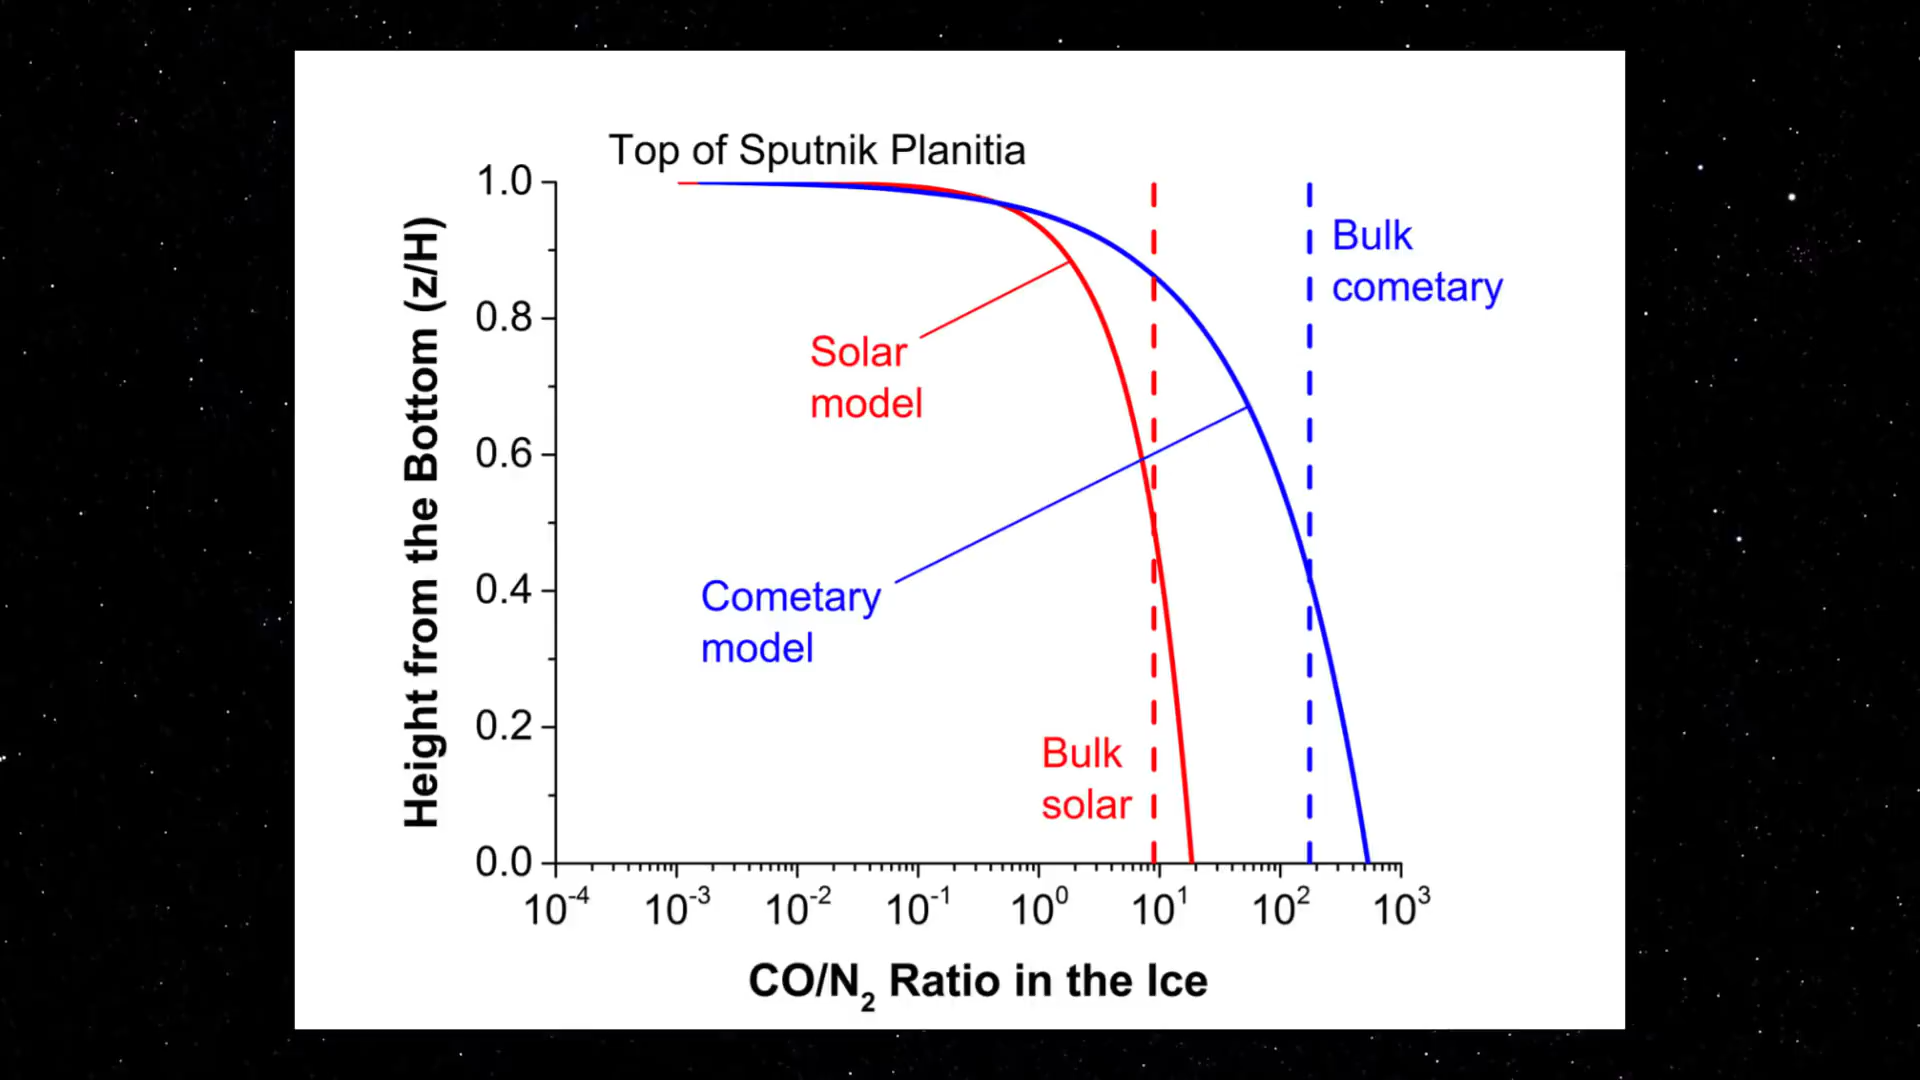 Top of Sputnik Planitia
Height from the Bottom (z/H)
1.0
0.8
0.6
0.4
0.2
0.0
Bulk
cometary
Solar
model
Cometary
model
Bulk
solar
10⁻⁴ 10⁻³ 10⁻² 10⁻¹ 10⁰ 10¹ 10² 10³
CO/N₂ Ratio in the Ice